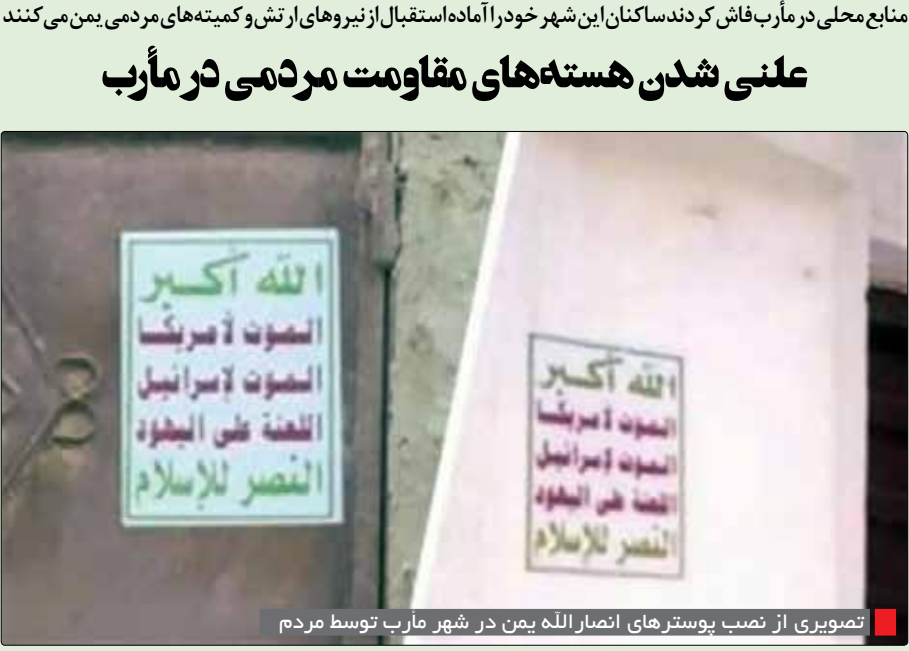 منابع محلی در مأرب فاش کردند ساکنان این شهر خود را آماده استقبال از نیروهای ارتش و کمیته‌های مردمی یمن می‌کنند
علنی شدن هسته‌های مقاومت مردمی در مأرب
الله أكبر
الموت لأمريكا
الموت لإسرائيل
اللعنة على اليهود
النصر للإسلام
الله أكبر
الموت لأمريكا
الموت لإسرائيل
اللعنة على اليهود
النصر للإسلام
تصویری از نصب پوسترهای انصارالله یمن در شهر مأرب توسط مردم